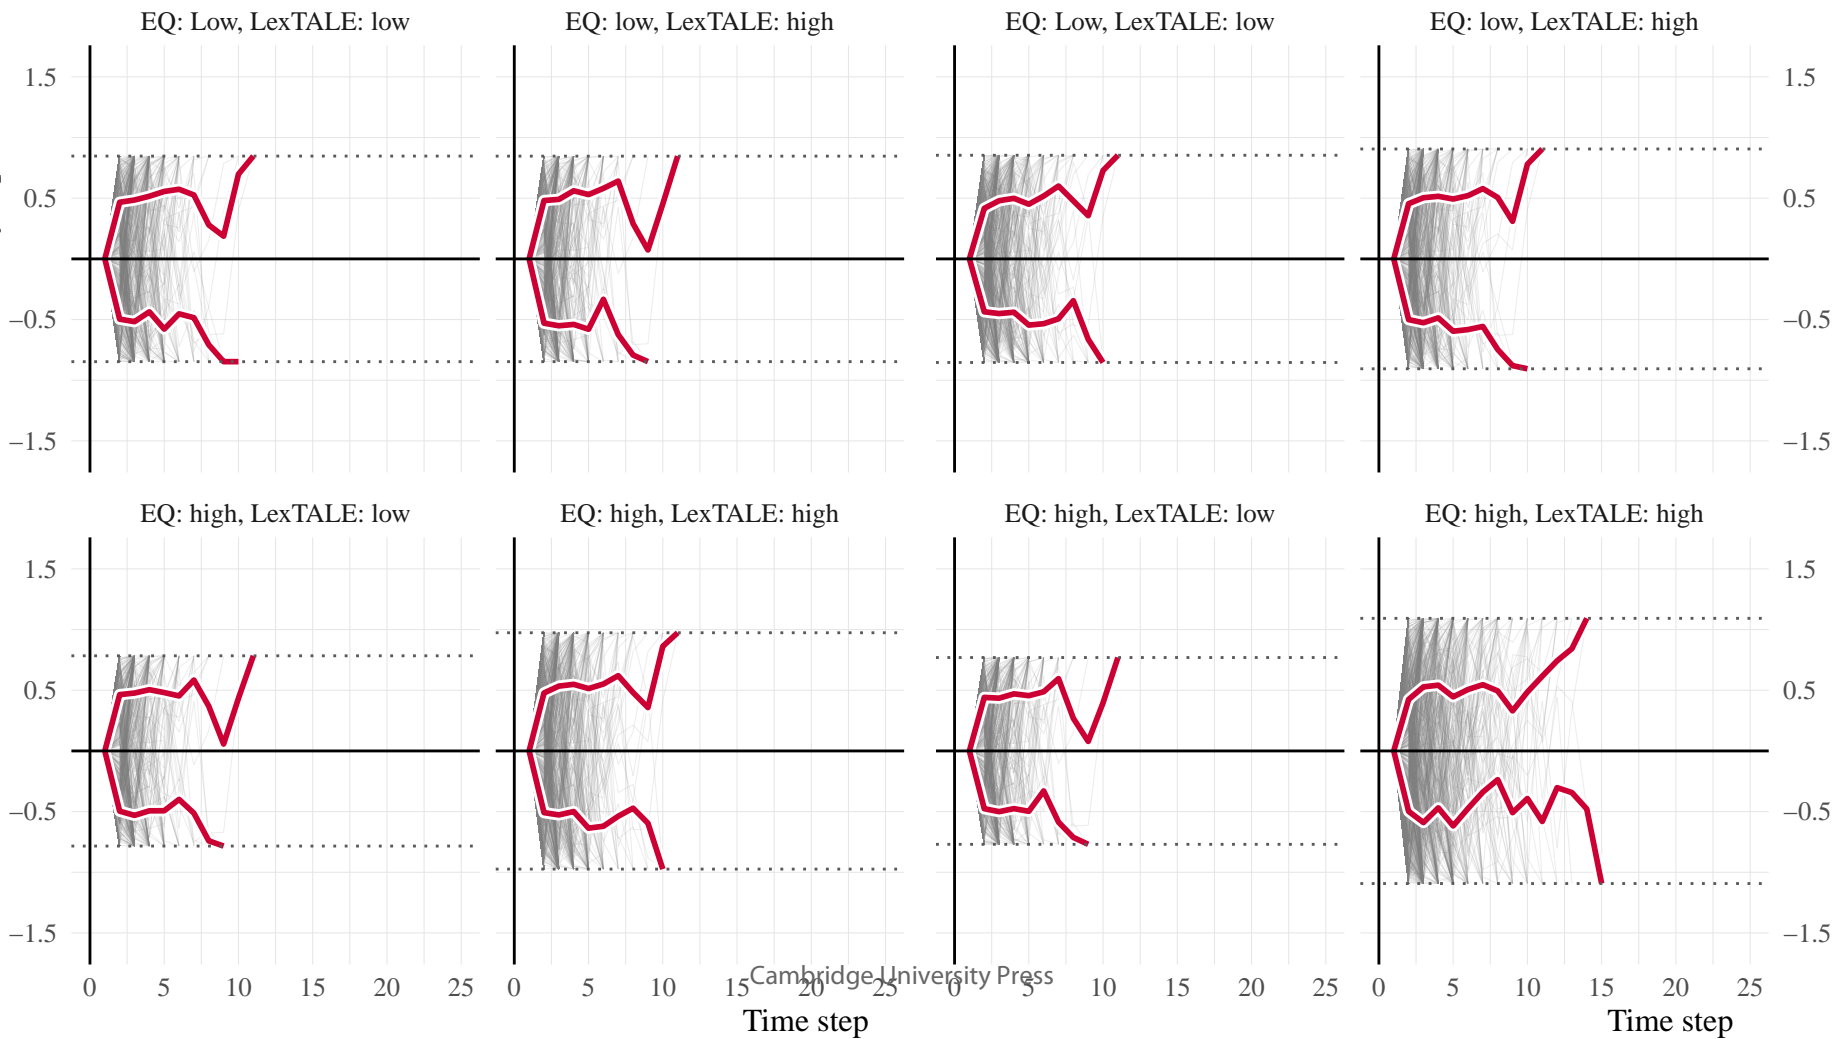 EQ: Low, LexTALE: low
EQ: low, LexTALE: high
EQ: Low, LexTALE: low
EQ: low, LexTALE: high
1.5
0.5
−0.5
−1.5
1.5
0.5
−0.5
−1.5
EQ: high, LexTALE: low
EQ: high, LexTALE: high
EQ: high, LexTALE: low
EQ: high, LexTALE: high
1.5
0.5
−0.5
−1.5
1.5
0.5
−0.5
−1.5
Cambridge University Press
0 5 10 15 20 25
0 5 10 15 20 25
0 5 10 15 20 25
0 5 10 15 20 25
Time step
Time step